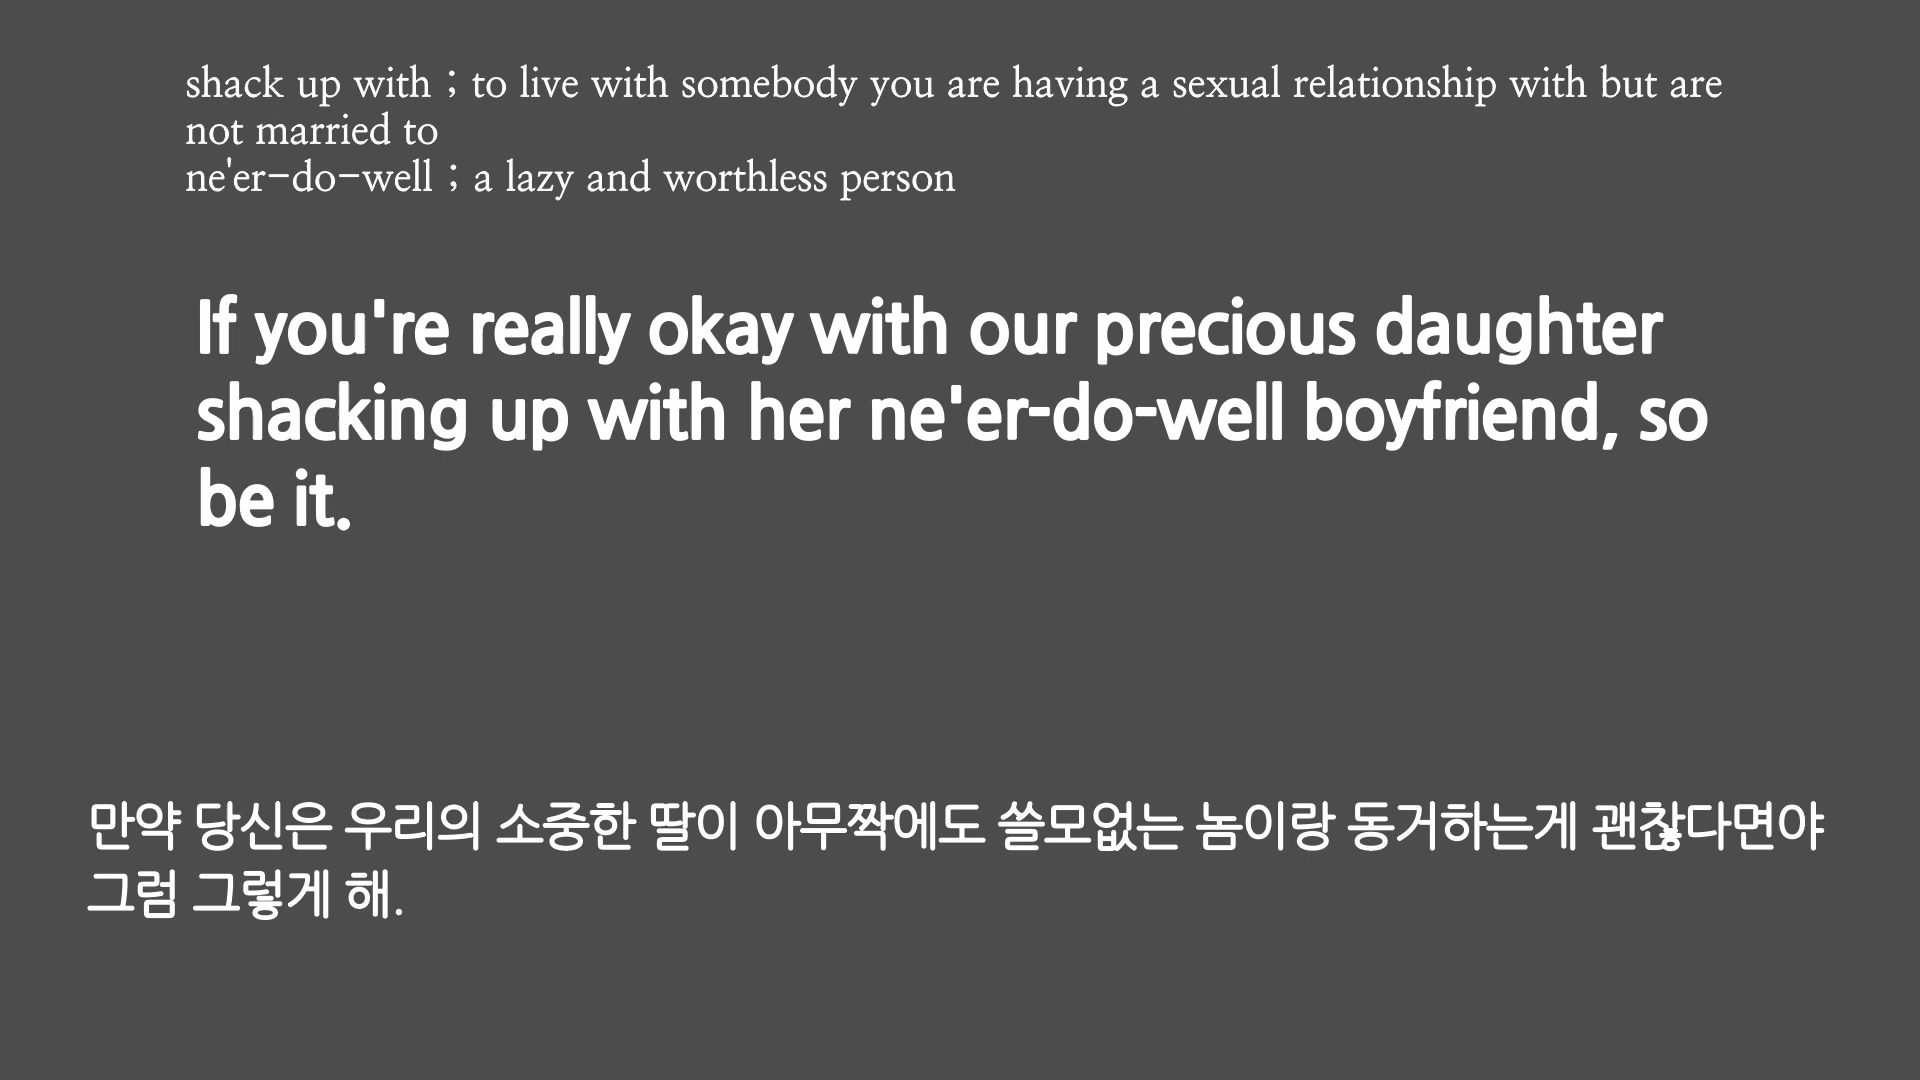 shack up with ; to live with somebody you are having a sexual relationship with but are
not married to
ne'er-do-well ; a lazy and worthless person
If you're really okay with our precious daughter
shacking up with her ne'er-do-well boyfriend, so
be it.
만약 당신은 우리의 소중한 딸이 아무짝에도 쓸모없는 놈이랑 동거하는게 괜찮다면야
그럼 그렇게 해.